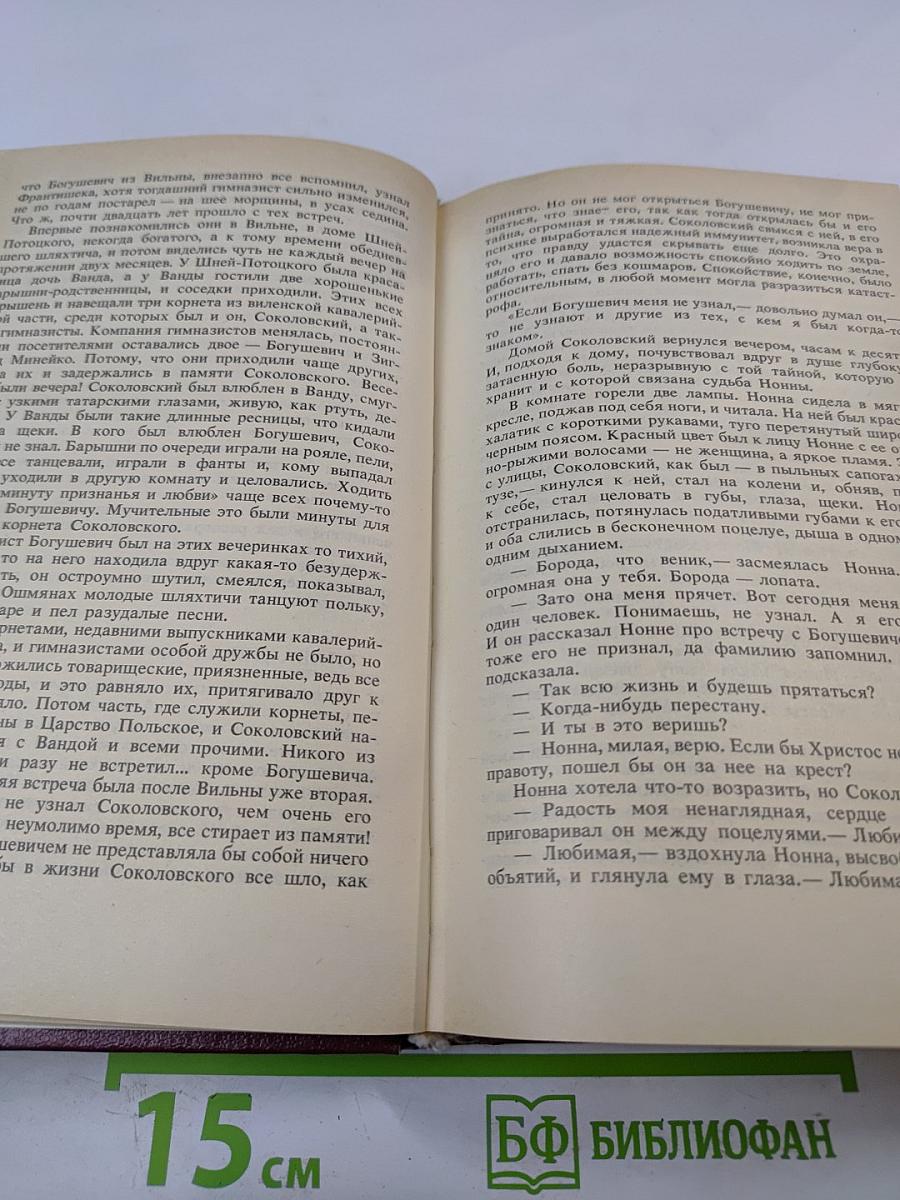 что Богушевич из Вильны, внезапно все вспомнил, узнал
Франтишека, хотя тогдашний гимназист сильно изменился,
не по годам постарел — на шее морщины, в усах седина.
Что ж, почти двадцать лет прошло с тех встреч.
Впервые познакомились они в Вильне, в доме Шней-
Потоцкого, некогда богатого, а к тому времени обеднев-
шего шляхтича, и потом виделись чуть не каждый вечер на
протяжении двух месяцев. У Шней-Потоцкого была краса-
ица дочь Ванда, а у Ванды гостили две хорошенькие
арышни-родственницы, и соседки приходили. Этих всех
арышень и навещали три корнета из виленской кавалерий-
ой части, среди которых был и он, Соколовский, а так-
гимназисты. Компания гимназистов менялась, постоян-
и посетителями оставались двое — Богушевич и Зиг-
д Минейко. Потому, что они приходили чаще других,
а их и задержались в памяти Соколовского. Весе-
были вечера! Соколовский был влюблен в Ванду, смуг-
с узкими татарскими глазами, живую, как ртуть, де-
У Ванды были такие длинные ресницы, что кидали
а щеки. В кого был влюблен Богушевич, Соко-
не знал. Барышни по очереди играли на рояле, пели,
се танцевали, играли в фанты и, кому выпадал
уходили в другую комнату и целовались. Ходить
минуту признанья и любви» чаще всех почему-то
Богушевичу. Мучительные это были минуты для
корнета Соколовского.
ист Богушевич был на этих вечеринках то тихий,
то на него находила вдруг какая-то безудерж-
ть, он остроумно шутил, смеялся, показывал,
Ошмянах молодые шляхтичи танцуют польку,
аре и пел разудалые песни.
рнетами, недавними выпускниками кавалерий-
а, и гимназистами особой дружбы не было, но
ожились товарищеские, приязненные, ведь все
оды, и это равняло их, притягивало друг к
яло. Потом часть, где служили корнеты, пе-
ны в Царство Польское, и Соколовский на-
я с Вандой и всеми прочими. Никого из
и разу не встретил... кроме Богушевича.
яя встреча была после Вильны уже вторая.
не узнал Соколовского, чем очень его
неумолимо время, все стирает из памяти!
шевичем не представляла бы собой ничего
бы в жизни Соколовского все шло, как
принято. Но он не мог открыться Богушевичу, не мог при-
знаться, что знает его, так как тогда открылась бы и его
тайна, огромная и тяжкая. Соколовский свыкся с ней, в его
психике выработался надежный иммунитет, возникла вера в
то, что правду удастся скрывать еще долго. Это охра-
няло его и давало возможность спокойно ходить по земле,
работать, спать без кошмаров. Спокойствие, конечно, было
относительным, в любой момент могла разразиться катаст-
рофа.
«Если Богушевич меня не узнал,— довольно думал он,—
то не узнают и другие из тех, с кем я был когда-то
знаком».
Домой Соколовский вернулся вечером, часам к десят
И, подходя к дому, почувствовал вдруг в душе глубоку
затаенную боль, неразрывную с той тайной, которую
хранит и с которой связана судьба Нонны.
В комнате горели две лампы. Нонна сидела в мяг
кресле, поджав под себя ноги, и читала. На ней был крас
халатик с короткими рукавами, туго перетянутый широ
черным поясом. Красный цвет был к лицу Нонне с ее о
но-рыжими волосами — не женщина, а яркое пламя.
с улицы, Соколовский, как был — в пыльных сапогах
тузе,— кинулся к ней, стал на колени и, обняв, п
к себе, стал целовать в губы, глаза, щеки. Но
отстранилась, потянулась податливыми губами к его
и оба слились в бесконечном поцелуе, дыша в одном
одним дыханием.
— Борода, что веник,— засмеялась Нонна.
огромная она у тебя. Борода — лопата.
— Зато она меня прячет. Вот сегодня меня
один человек. Понимаешь, не узнал. А я его
И он рассказал Нонне про встречу с Богушевиче
тоже его не признал, да фамилию запомнил.
подсказала.
— Так всю жизнь и будешь прятаться?
— Когда-нибудь перестану.
— И ты в это веришь?
— Нонна, милая, верю. Если бы Христос не
правоту, пошел бы он за нее на крест?
Нонна хотела что-то возразить, но Сокол
— Радость моя ненаглядная, сердце
приговаривал он между поцелуями.— Люби
— Любимая,— вздохнула Нонна, высвоб
объятий, и глянула ему в глаза.— Любима
15 см
БФ БИБЛИОФАН